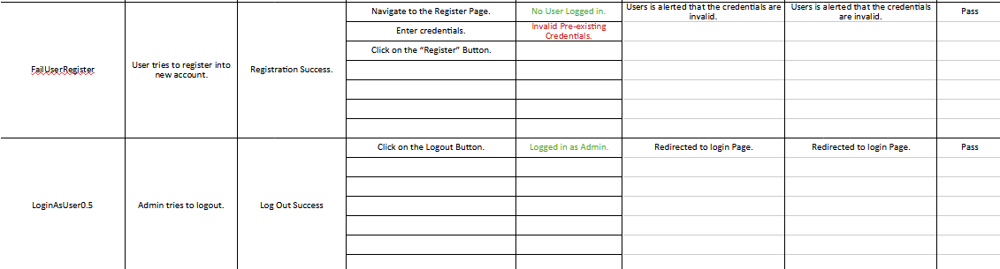 FailUserRegister
User tries to register into
new account.
Registration Success.
Navigate to the Register Page.
No User Logged in.
Users is alerted that the credentials are
invalid.
Users is alerted that the credentials
are invalid.
Pass
Enter credentials.
Invalid Pre-existing
Credentials.
Click on the “Register” Button.
LoginAsUser0.5
Admin tries to logout.
Log Out Success
Click on the Logout Button.
Logged in as Admin.
Redirected to login Page.
Redirected to login Page.
Pass